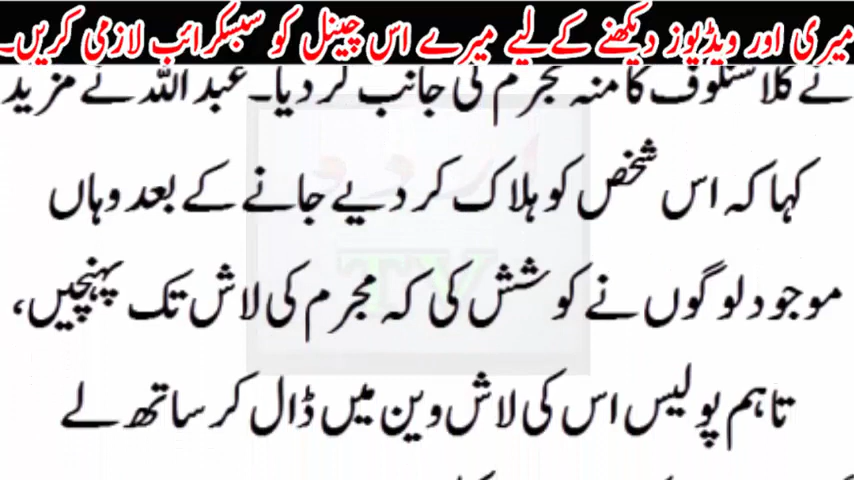 میری اور ویڈیوز دیکھنے کے لیے میرے اس چینل کو سبسکرائب لازمی کریں۔
نے کلاشنکوف کا منہ مجرم کی جانب کر دیا۔ عبداللہ نے مزید
کہا کہ اس شخص کو ہلاک کر دیے جانے کے بعد وہاں
موجود لوگوں نے کوشش کی کہ مجرم کی لاش تک پہنچیں،
تاہم پولیس اس کی لاش وین میں ڈال کر ساتھ لے
اردو
TV